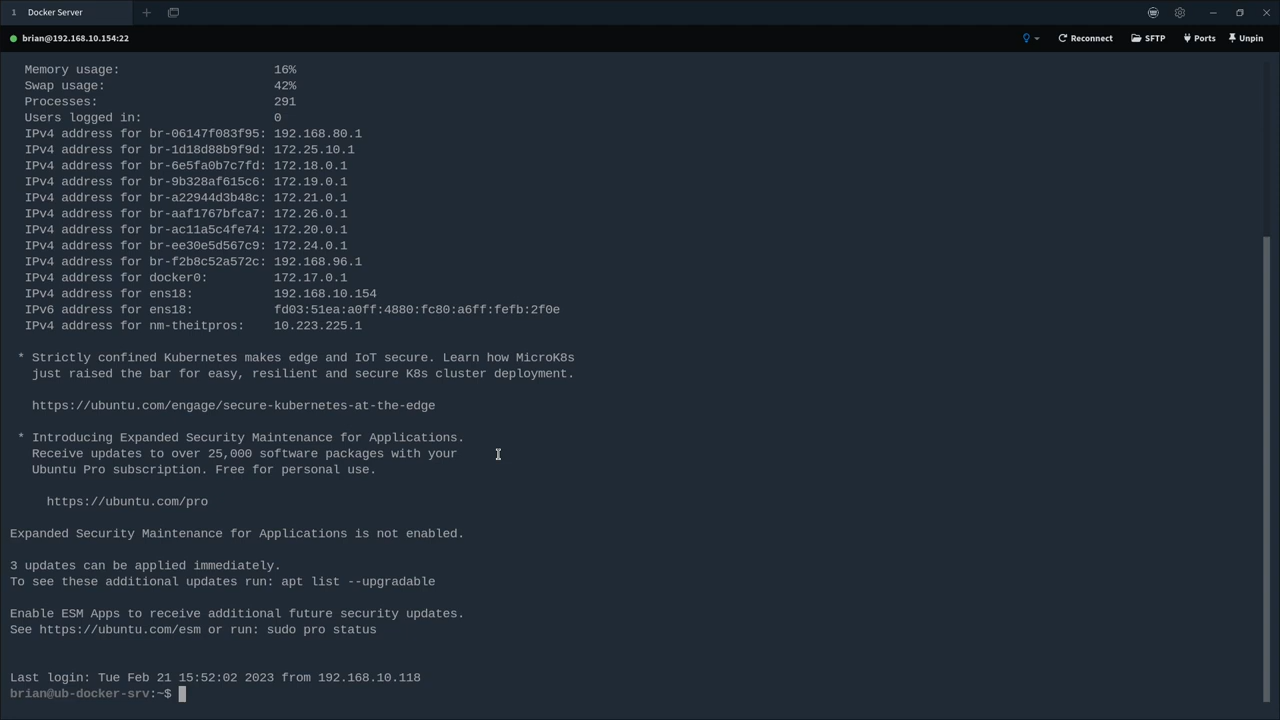 1 Docker Server
brian@192.168.10.154:22 Reconnect SFTP Ports Unpin
Memory usage: 16%
Swap usage: 42%
Processes: 291
Users logged in: 0
IPv4 address for br-06147f083f95: 192.168.80.1
IPv4 address for br-1d18d88b9f9d: 172.25.10.1
IPv4 address for br-6e5fa0b7c7fd: 172.18.0.1
IPv4 address for br-9b328af615c6: 172.19.0.1
IPv4 address for br-a22944d3b48c: 172.21.0.1
IPv4 address for br-aaf1767bfca7: 172.26.0.1
IPv4 address for br-ac11a5c4fe74: 172.20.0.1
IPv4 address for br-ee30e5d567c9: 172.24.0.1
IPv4 address for br-f2b8c52a572c: 192.168.96.1
IPv4 address for docker0: 172.17.0.1
IPv4 address for ens18: 192.168.10.154
IPv6 address for ens18: fd03:51ea:a0ff:4880:fc80:a6ff:fefb:2f0e
IPv4 address for nm-theitpros: 10.223.225.1
* Strictly confined Kubernetes makes edge and IoT secure. Learn how MicroK8s
just raised the bar for easy, resilient and secure K8s cluster deployment.
https://ubuntu.com/engage/secure-kubernetes-at-the-edge
* Introducing Expanded Security Maintenance for Applications.
Receive updates to over 25,000 software packages with your
Ubuntu Pro subscription. Free for personal use.
https://ubuntu.com/pro
Expanded Security Maintenance for Applications is not enabled.
3 updates can be applied immediately.
To see these additional updates run: apt list --upgradable
Enable ESM Apps to receive additional future security updates.
See https://ubuntu.com/esm or run: sudo pro status
Last login: Tue Feb 21 15:52:02 2023 from 192.168.10.118
brian@ub-docker-srv:~$